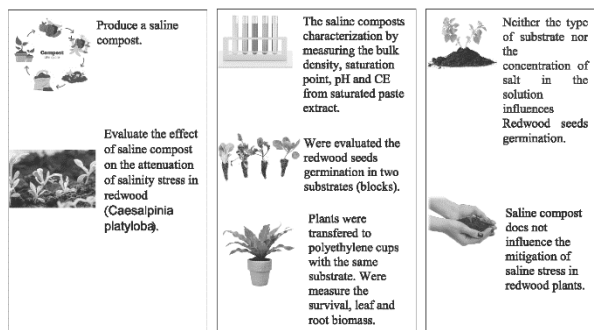 Produce a saline
compost.
Compost
Evaluate the effect
of saline compost
on the attenuation
of salinity stress in
redwood
(Caesalpinia
platyloba).
The saline composts
characterization by
measuring the bulk
density, saturation
point, pH and CE
from saturated paste
extract.
Were evaluated the
redwood seeds
germination in two
substrates (blocks).
Plants were
transfered to
polyethylene cups
with the same
substrate. Were
measure the
survival, leaf and
root biomass.
Neither the type
of substrate nor
the
concentration of
salt in the
solution
influences
Redwood seeds
germination.
Saline compost
does not
influence the
mitigation of
saline stress in
redwood plants.